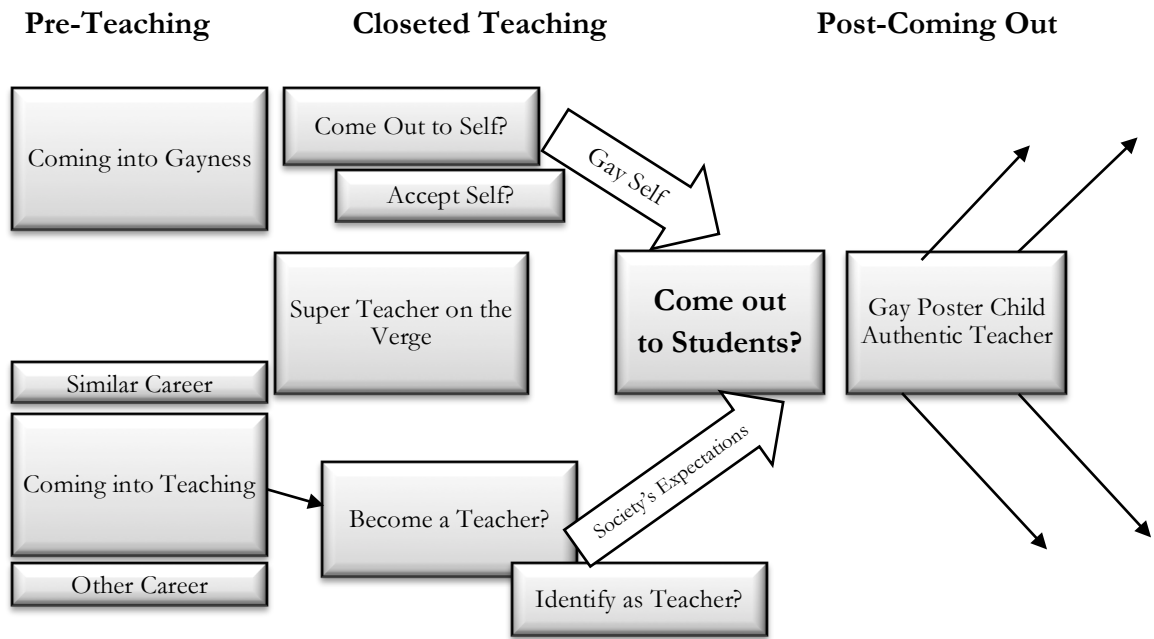 Pre-Teaching
Closeted Teaching
Post-Coming Out
Coming into Gayness
Come Out to Self?
Accept Self?
Gay Self
Super Teacher on the
Verge
Come out
to Students?
Gay Poster Child
Authentic Teacher
Similar Career
Coming into Teaching
Other Career
Become a Teacher?
Identify as Teacher?
Society's Expectations